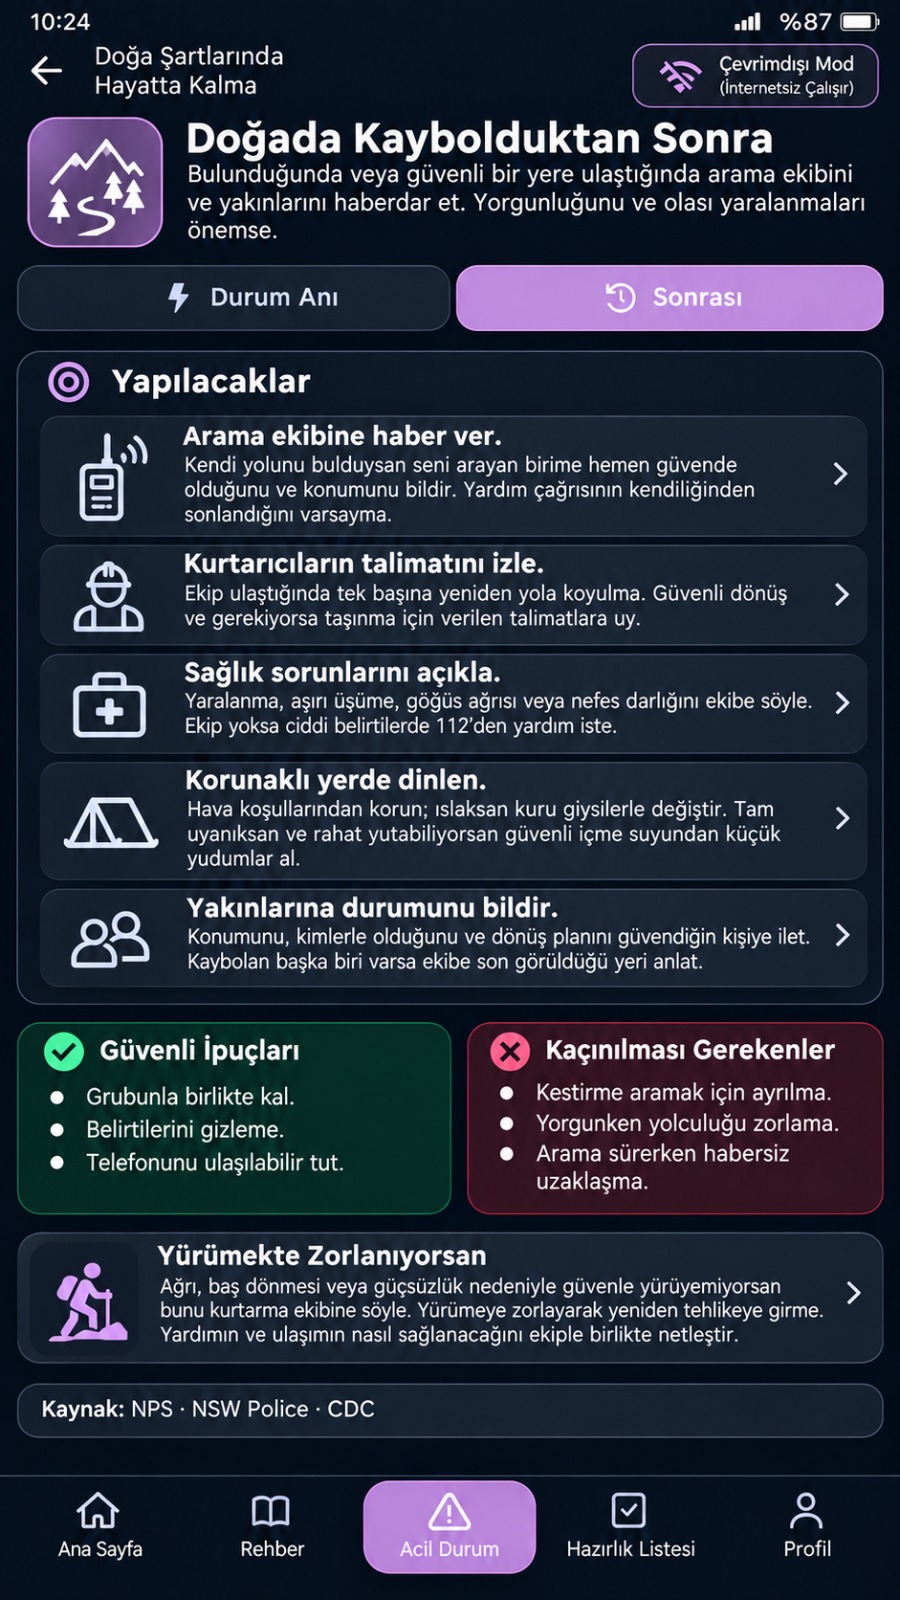 10:24
%87
Doğa Şartlarında
Hayatta Kalma
Çevrimdışı Mod
(İnternetsiz Çalışır)
Doğada Kaybolduktan Sonra
Bulunduğunda veya güvenli bir yere ulaştığında arama ekibini
ve yakınlarını haberdar et. Yorgunluğunu ve olası yaralanmaları
önemse.
Durum Anı
Sonrası
Yapılacaklar
Arama ekibine haber ver.
Kendi yolunu bulduysan seni arayan birime hemen güvende
olduğunu ve konumunu bildir. Yardım çağrısının kendiliğinden
sonlandığını varsayma.
Kurtarıcıların talimatını izle.
Ekip ulaştığında tek başına yeniden yola koyulma. Güvenli dönüş
ve gerekiyorsa taşınma için verilen talimatlara uy.
Sağlık sorunlarını açıkla.
Yaralanma, aşırı üşüme, göğüs ağrısı veya nefes darlığını ekibe söyle.
Ekip yoksa ciddi belirtilerde 112'den yardım iste.
Korunaklı yerde dinlen.
Hava koşullarından korun; ıslaksan kuru giysilerle değiştir. Tam
uyanıksan ve rahat yutabiliyorsan güvenli içme suyundan küçük
yudumlar al.
Yakınlarına durumunu bildir.
Konumunu, kimlerle olduğunu ve dönüş planını güvendiğin kişiye ilet.
Kaybolan başka biri varsa ekibe son görüldüğü yeri anlat.
Güvenli İpuçları
● Grubunla birlikte kal.
● Belirtilerini gizleme.
● Telefonunu ulaşılabilir tut.
Kaçınılması Gerekenler
● Kestirme aramak için ayrılma.
● Yorgunken yolculuğu zorlama.
● Arama sürerken habersiz
uzaklaşma.
Yürümekte Zorlanıyorsan
Ağrı, baş dönmesi veya güçsüzlük nedeniyle güvenle yürüyemiyorsan
bunu kurtarma ekibine söyle. Yürümeye zorlayarak yeniden tehlikeye girme.
Yardımın ve ulaşımın nasıl sağlanacağını ekiple birlikte netleştir.
Kaynak: NPS · NSW Police · CDC
Ana Sayfa
Rehber
Acil Durum
Hazırlık Listesi
Profil